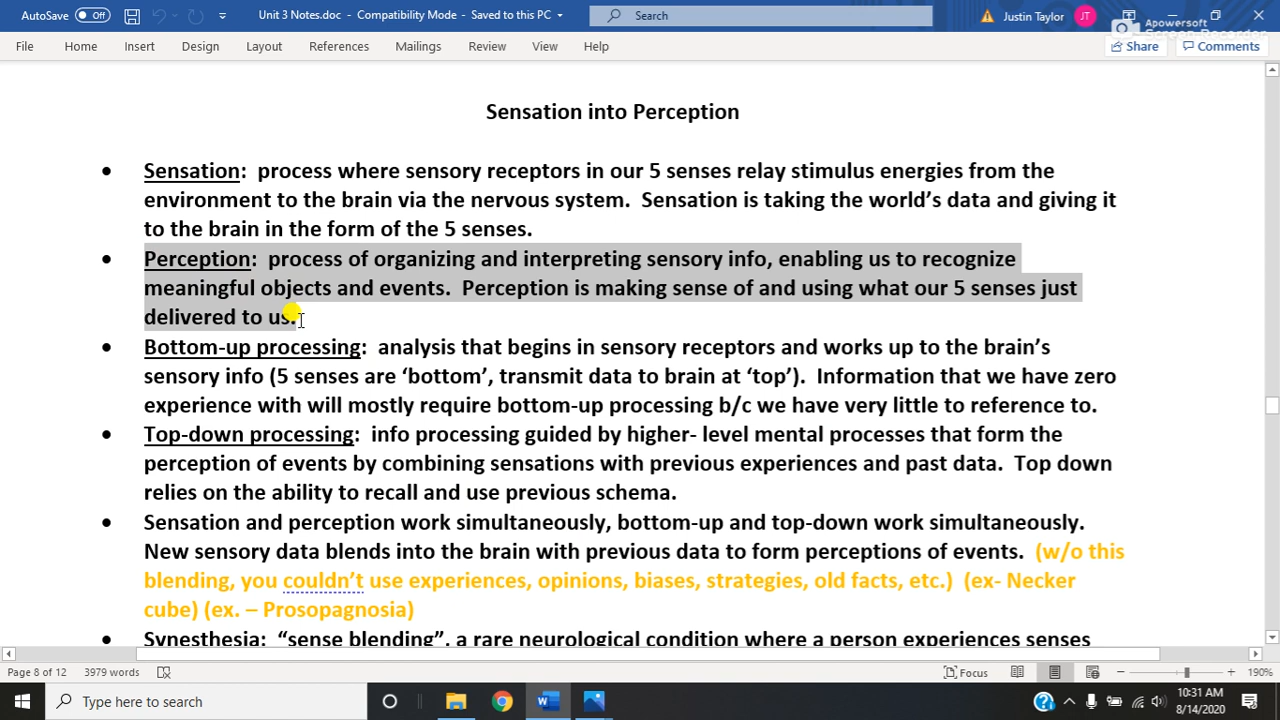 AutoSave Off Unit 3 Notes.doc - Compatibility Mode - Saved to this PC Search Justin Taylor JT
Apowersoft
Screen Recorder
File Home Insert Design Layout References Mailings Review View Help Share Comments
Sensation into Perception
• Sensation: process where sensory receptors in our 5 senses relay stimulus energies from the
environment to the brain via the nervous system. Sensation is taking the world's data and giving it
to the brain in the form of the 5 senses.
• Perception: process of organizing and interpreting sensory info, enabling us to recognize
meaningful objects and events. Perception is making sense of and using what our 5 senses just
delivered to us.
• Bottom-up processing: analysis that begins in sensory receptors and works up to the brain's
sensory info (5 senses are 'bottom', transmit data to brain at 'top'). Information that we have zero
experience with will mostly require bottom-up processing b/c we have very little to reference to.
• Top-down processing: info processing guided by higher- level mental processes that form the
perception of events by combining sensations with previous experiences and past data. Top down
relies on the ability to recall and use previous schema.
• Sensation and perception work simultaneously, bottom-up and top-down work simultaneously.
New sensory data blends into the brain with previous data to form perceptions of events. (w/o this
blending, you couldn't use experiences, opinions, biases, strategies, old facts, etc.) (ex- Necker
cube) (ex. – Prosopagnosia)
• Synesthesia: "sense blending", a rare neurological condition where a person experiences senses
Page 8 of 12 3979 words Focus 190%
Type here to search 10:31 AM
8/14/2020